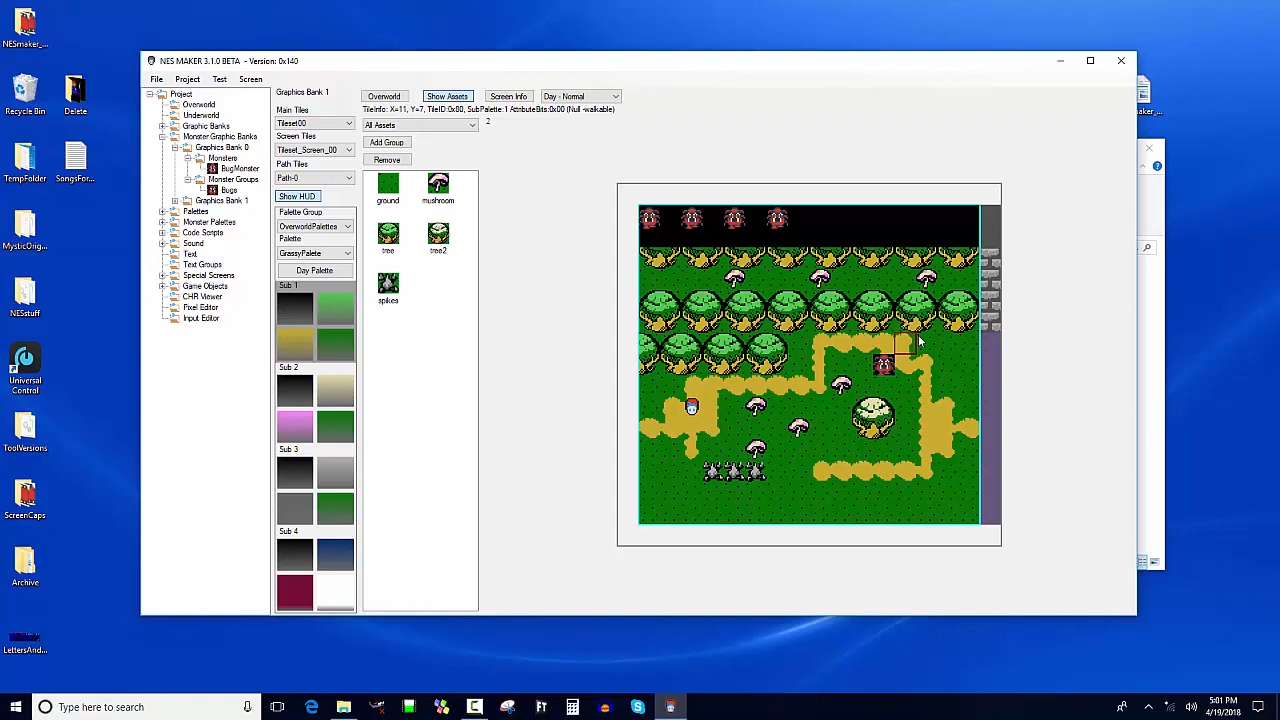 NESmaker_...
Recycle Bin
Delete
TempFolder
SongsFor...
MysticOrig...
NEStuff
Universal
Control
ToolVersions
ScreenCaps
Archive
LettersAnd...
NES MAKER 3.1.0 BETA - Version: 0x140
File Project Test Screen
Project
Overworld
Underworld
Graphic Banks
Monster Graphic Banks
Graphics Bank 0
Monsters
BugMonster
Monster Groups
Bugs
Graphics Bank 1
Palettes
Monster Palettes
Code Scripts
Sound
Text
Text Groups
Special Screens
Game Objects
CHR Viewer
Pixel Editor
Input Editor
Graphics Bank 1
Main Tiles
Tileset00
Screen Tiles
Tileset_Screen_00
Path Tiles
Path-0
Show HUD
Palette Group
OverworldPalettes
Palette
GrassyPalete
Day Palette
Sub 1
Sub 2
Sub 3
Sub 4
Overworld Show Assets Screen Info Day - Normal
TileInfo: X=11, Y=7, TileID:0x00, SubPalette:1 AttributeBits:0x00 (Null -walkable)
All Assets 2
Add Group
Remove
ground mushroom
tree tree2
spikes
maker_...
Type here to search
5:01 PM
4/19/2018